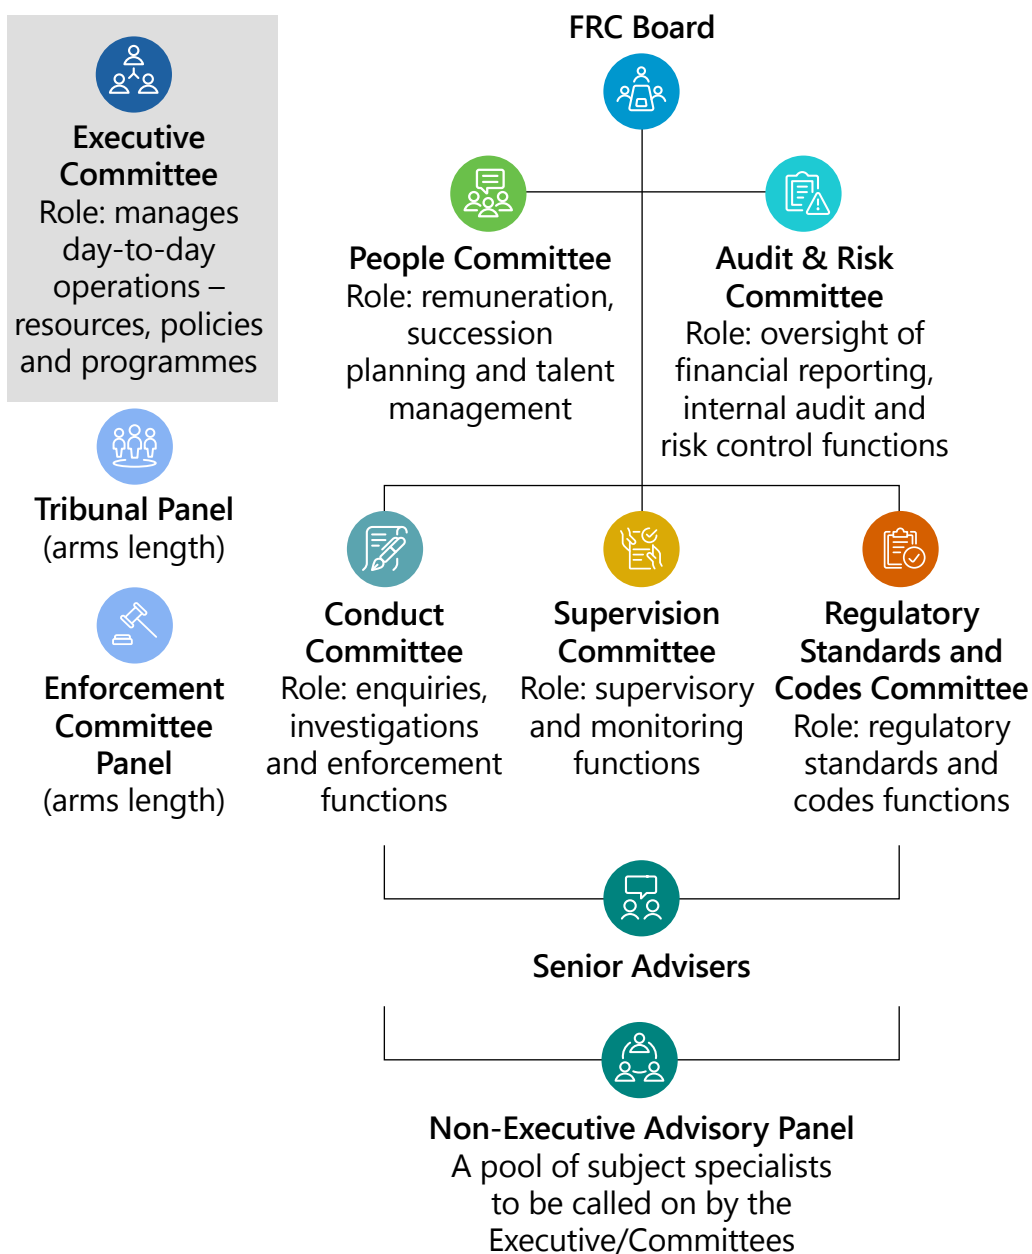 FRC Board
Executive
Committee
Role: manages
day-to-day
operations –
resources, policies
and programmes
People Committee
Role: remuneration,
succession
planning and talent
management
Audit & Risk
Committee
Role: oversight of
financial reporting,
internal audit and
risk control functions
Tribunal Panel
(arms length)
Enforcement
Committee
Panel
(arms length)
Conduct
Committee
Role: enquiries,
investigations
and enforcement
functions
Supervision
Committee
Role: supervisory
and monitoring
functions
Regulatory
Standards and
Codes Committee
Role: regulatory
standards and
codes functions
Senior Advisers
Non-Executive Advisory Panel
A pool of subject specialists
to be called on by the
Executive/Committees